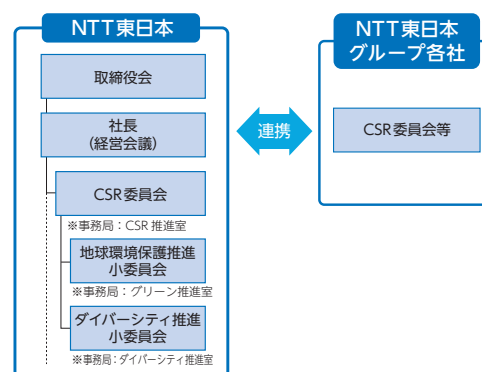 NTT東日本
取締役会
社長
(経営会議)
CSR委員会
※事務局：CSR推進室
地球環境保護推進
小委員会
※事務局：グリーン推進室
ダイバーシティ推進
小委員会
※事務局：ダイバーシティ推進室
連携
NTT東日本
グループ各社
CSR委員会等